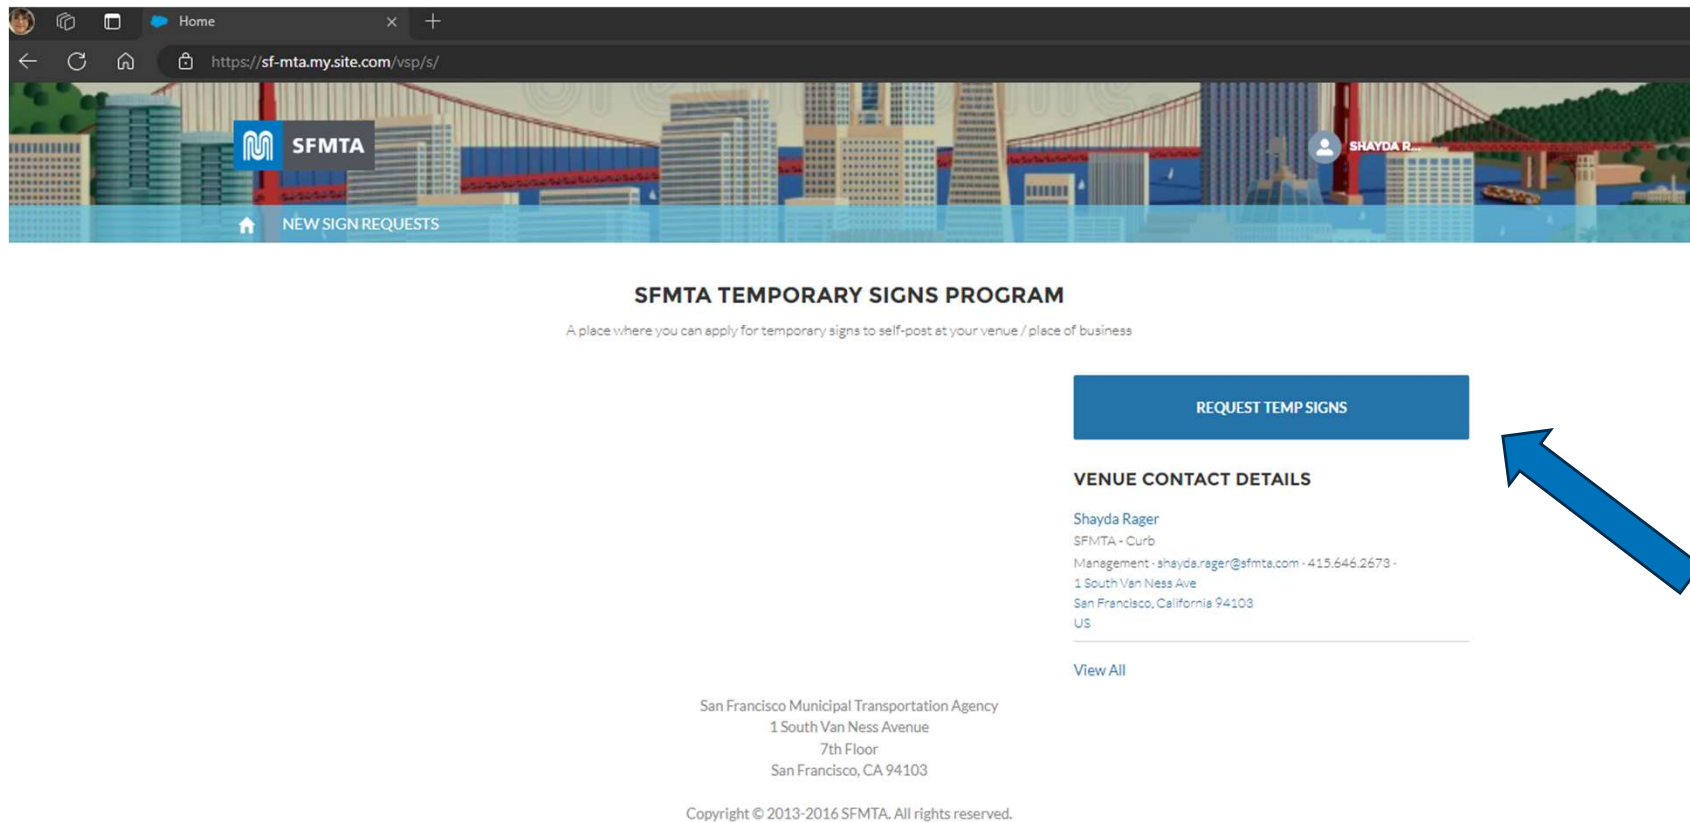 Home
https://sf-mta.my.site.com/vsp/s/
SFMTA
SHAYDA R...
NEW SIGN REQUESTS
SFMTA TEMPORARY SIGNS PROGRAM
A place where you can apply for temporary signs to self-post at your venue / place of business
REQUEST TEMP SIGNS
VENUE CONTACT DETAILS
Shayda Rager
SFMTA - Curb
Management - shayda.rager@sfmta.com - 415.646.2673 -
1 South Van Ness Ave
San Francisco, California 94103
US
View All
San Francisco Municipal Transportation Agency
1 South Van Ness Avenue
7th Floor
San Francisco, CA 94103
Copyright © 2013-2016 SFMTA. All rights reserved.